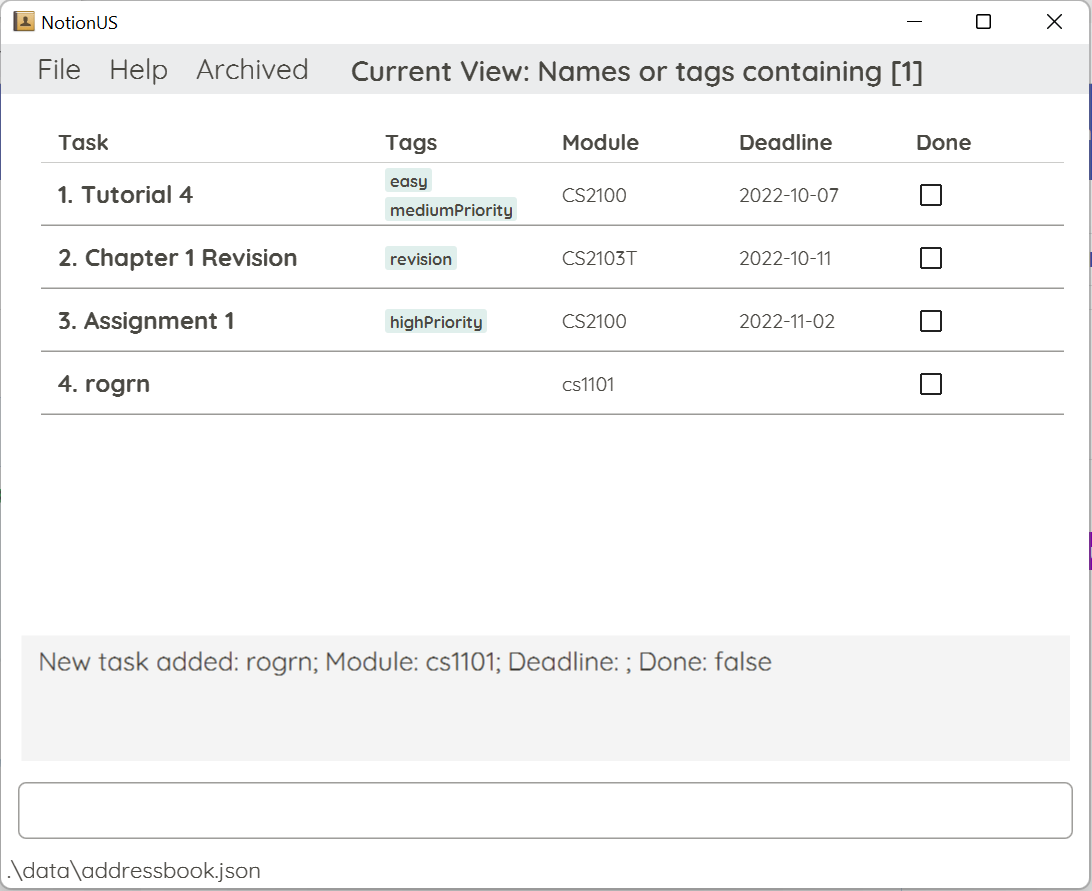 NotionUS
File Help Archived Current View: Names or tags containing [1]
Task Tags Module Deadline Done
1. Tutorial 4 easy mediumPriority CS2100 2022-10-07
2. Chapter 1 Revision revision CS2103T 2022-10-11
3. Assignment 1 highPriority CS2100 2022-11-02
4. rogrn cs1101
New task added: rogrn; Module: cs1101; Deadline: ; Done: false
.\data\addressbook.json